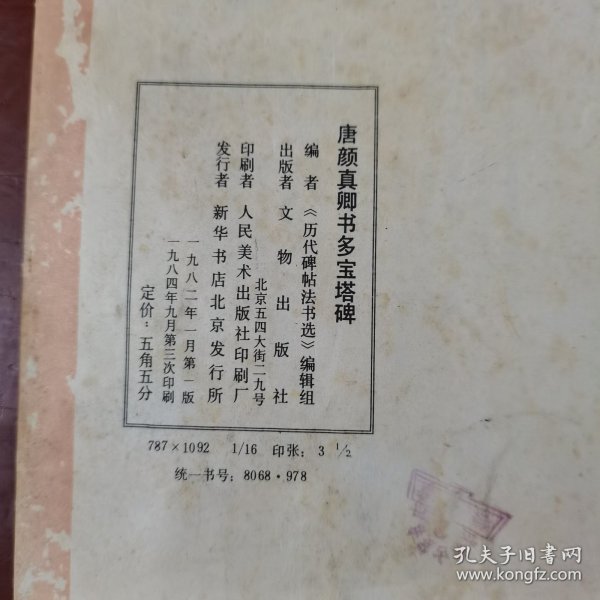 唐颜真卿书多宝塔碑
编者 《历代碑帖法书选》编辑组
出版者 文物出版社
北京五四大街二九号
印刷者 人民美术出版社印刷厂
发行者 新华书店北京发行所
一九八二年一月第一版
一九八四年九月第三次印刷
定价：五角五分
787×1092 1/16 印张：3 1/2
统一书号：8068·978
孔夫子旧书网
www.kongfz.com